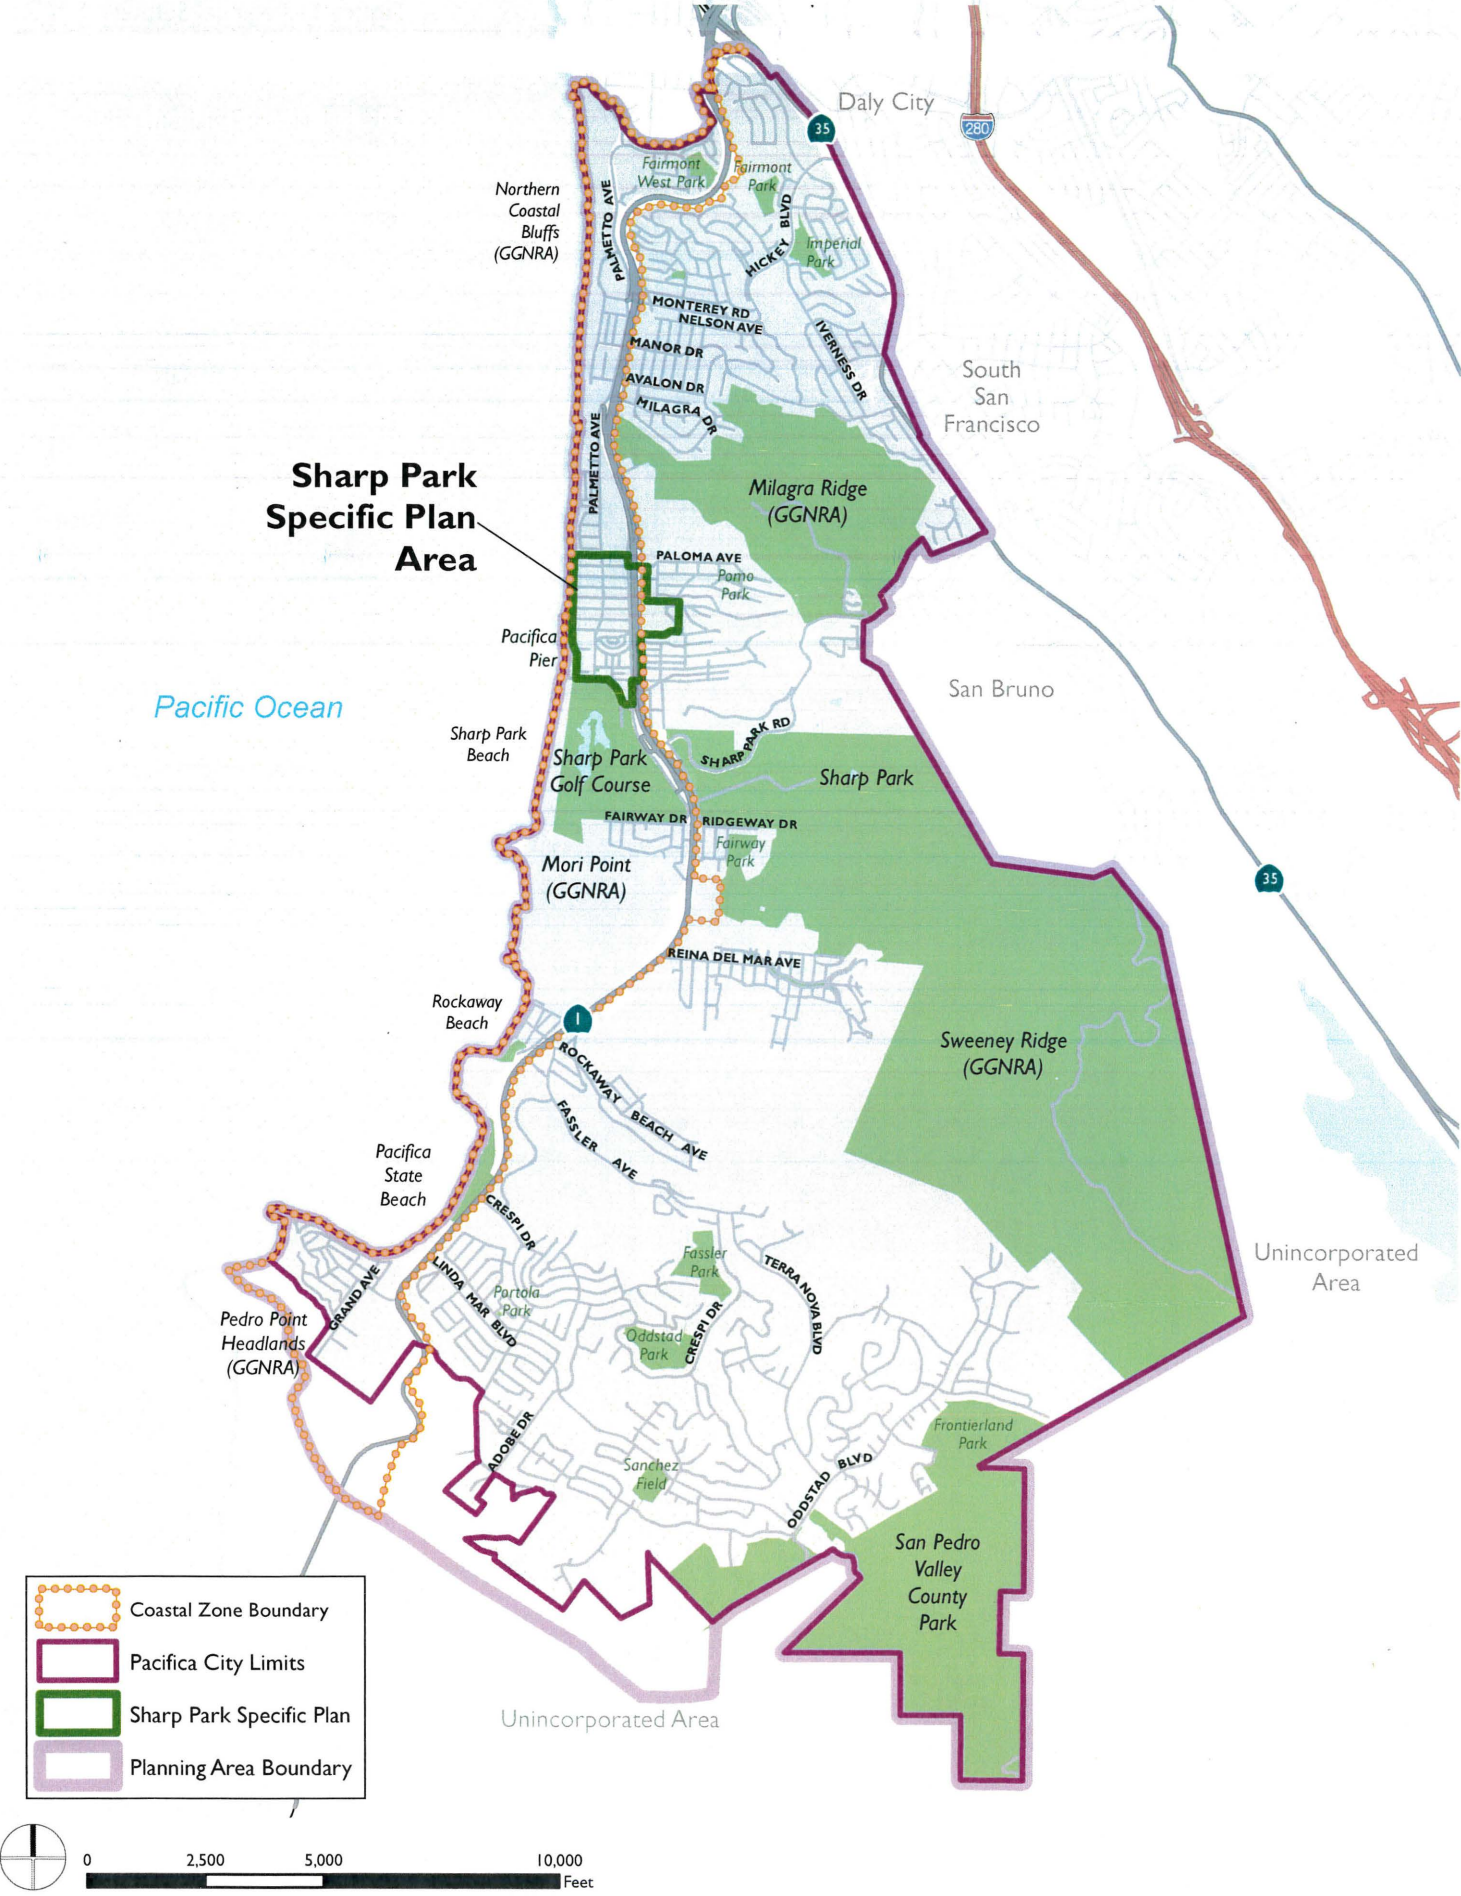 Daly City
35
280
Fairmont
West Park
Fairmont
Park
Northern
Coastal
Bluffs
(GGNRA)
PALMETTO AVE
HICKEY BLVD
Imperial
Park
MONTEREY RD
NELSON AVE
MANOR DR
IVERNESS DR
AVALON DR
MILAGRA DR
South
San
Francisco
PALMETTO AVE
Sharp Park
Specific Plan
Area
Milagra Ridge
(GGNRA)
PALOMA AVE
Pomo
Park
Pacifica
Pier
San Bruno
Pacific Ocean
Sharp Park
Beach
SHARP PARK RD
Sharp Park
Golf Course
Sharp Park
FAIRWAY DR
RIDGEWAY DR
Fairway
Park
Mori Point
(GGNRA)
35
REINA DEL MAR AVE
Rockaway
Beach
1
Sweeney Ridge
(GGNRA)
ROCKAWAY BEACH AVE
FASSLER AVE
Pacifica
State
Beach
CRESPI DR
Fassler
Park
TERRA NOVA BLVD
Unincorporated
Area
GRAND AVE
LINDA MAR BLVD
Portola
Park
Pedro Point
Headlands
(GGNRA)
Oddstad
Park
CRESPI DR
ADOBE DR
Frontierland
Park
Sanchez
Field
ODDSTAD BLVD
San Pedro
Valley
County
Park
Unincorporated Area
Coastal Zone Boundary
Pacifica City Limits
Sharp Park Specific Plan
Planning Area Boundary
0
2,500
5,000
10,000
Feet